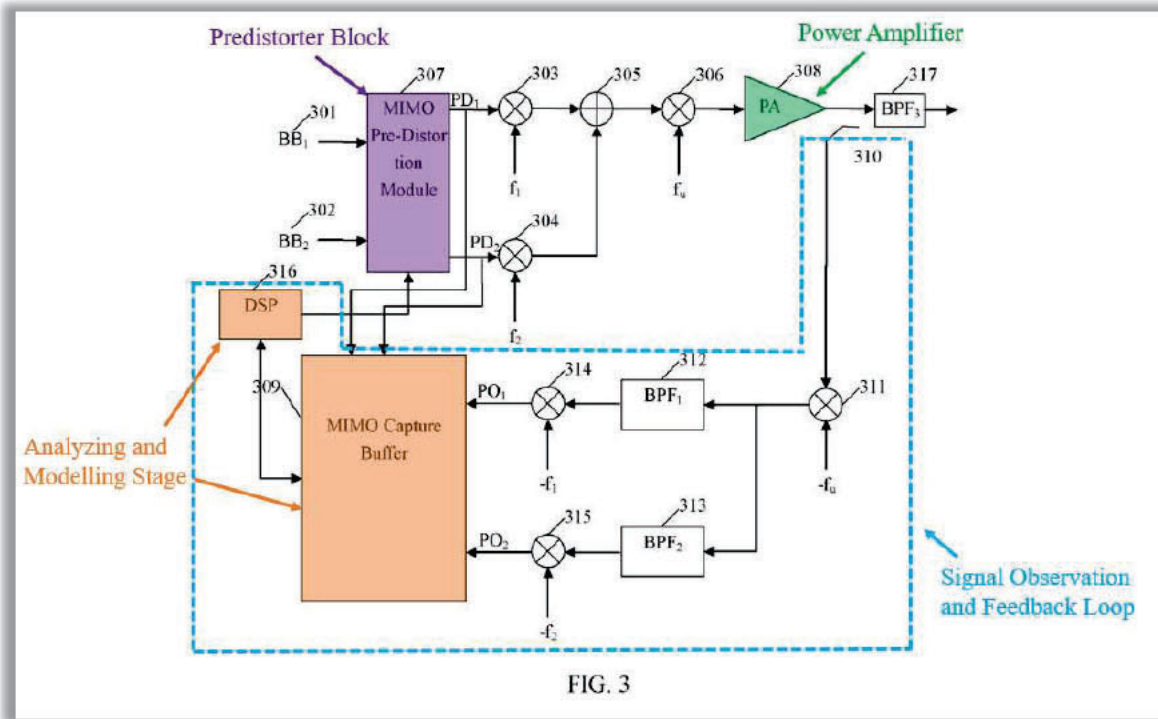 Predistorter Block
Power Amplifier
307
303
305
306
308
317
301
BB1
MIMO
Pre-Distor
tion
Module
PD1
PA
BPF3
310
f1
fu
302
BB2
PD2
304
316
DSP
f2
309
MIMO Capture
Buffer
PO1
314
312
BPF1
311
Analyzing and
Modelling Stage
-f1
-fu
315
313
PO2
BPF2
-f2
Signal Observation
and Feedback Loop
FIG. 3